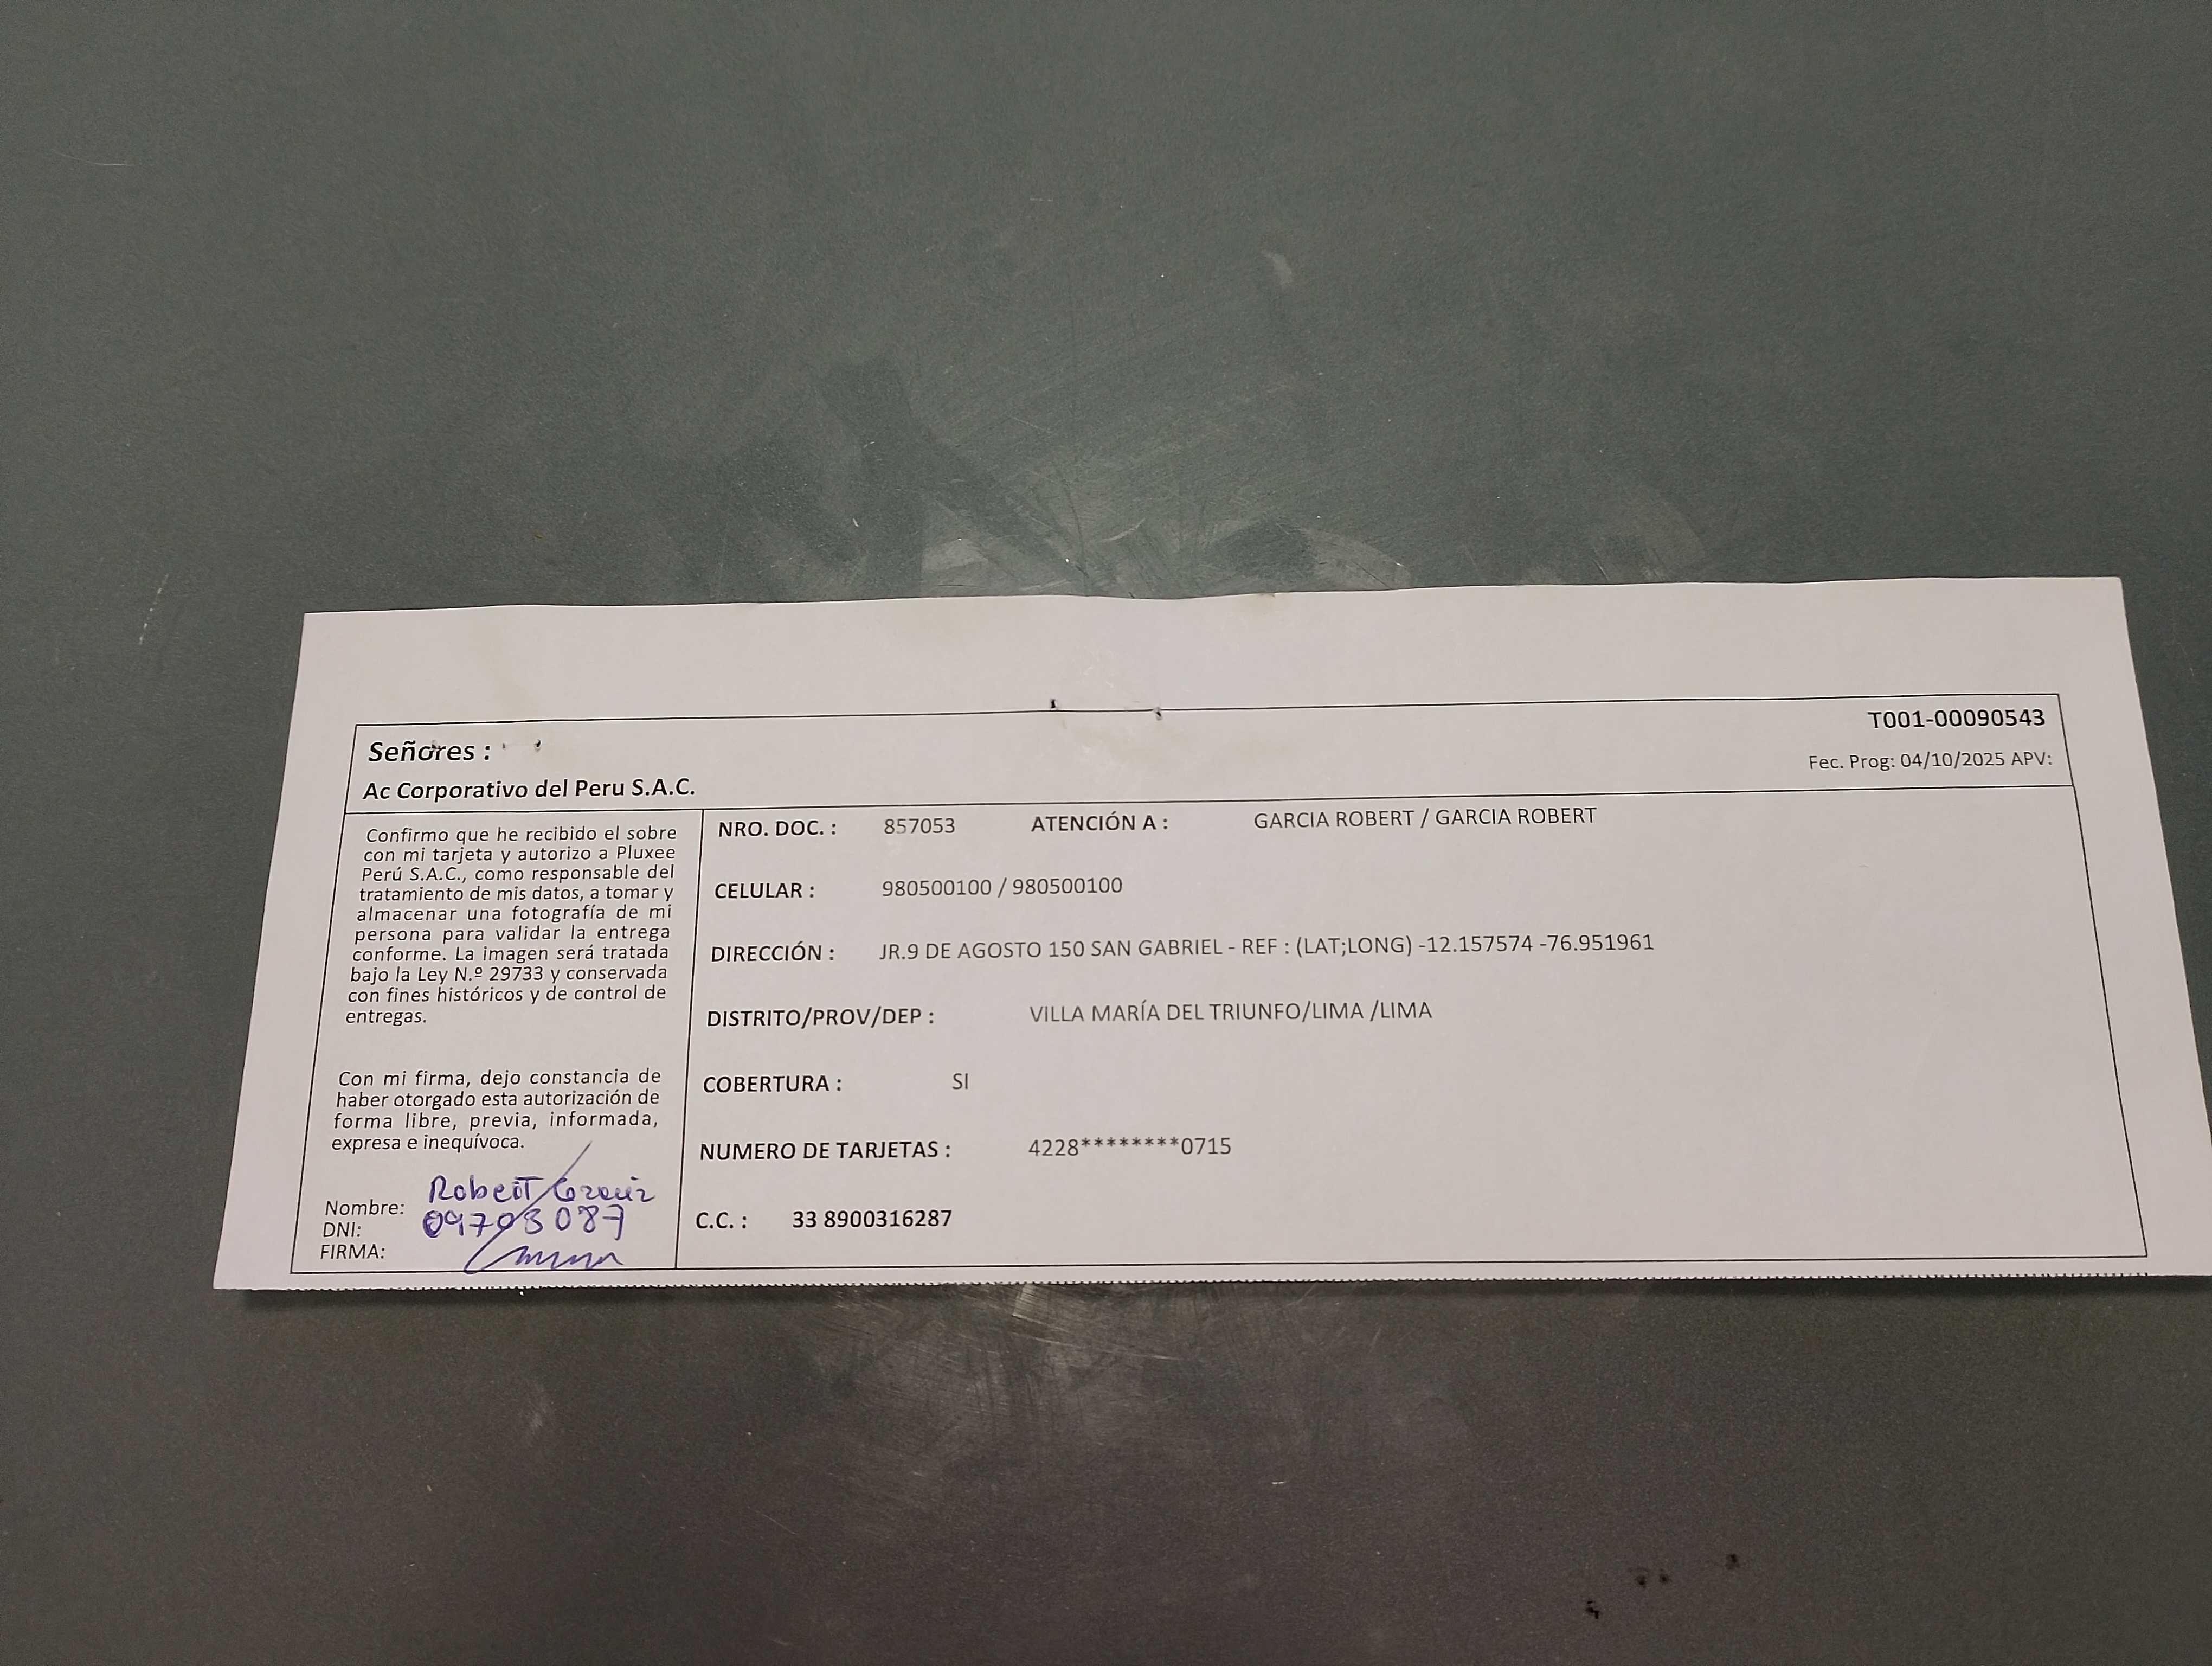 T001-00090543
Señores :
Fec. Prog: 04/10/2025 APV:
Ac Corporativo del Peru S.A.C.
Confirmo que he recibido el sobre
con mi tarjeta y autorizo a Pluxee
Perú S.A.C., como responsable del
tratamiento de mis datos, a tomar y
almacenar una fotografía de mi
persona para validar la entrega
conforme. La imagen será tratada
bajo la Ley N.º 29733 y conservada
con fines históricos y de control de
entregas.
Con mi firma, dejo constancia de
haber otorgado esta autorización de
forma libre, previa, informada,
expresa e inequívoca.
Nombre: Robert
DNI:
FIRMA:
NRO. DOC. : 857053 ATENCIÓN A : GARCIA ROBERT / GARCIA ROBERT
CELULAR : 980500100 / 980500100
DIRECCIÓN : JR.9 DE AGOSTO 150 SAN GABRIEL - REF : (LAT;LONG) -12.157574 -76.951961
DISTRITO/PROV/DEP : VILLA MARÍA DEL TRIUNFO/LIMA /LIMA
COBERTURA : SI
NUMERO DE TARJETAS : 4228********0715
C.C. : 33 8900316287